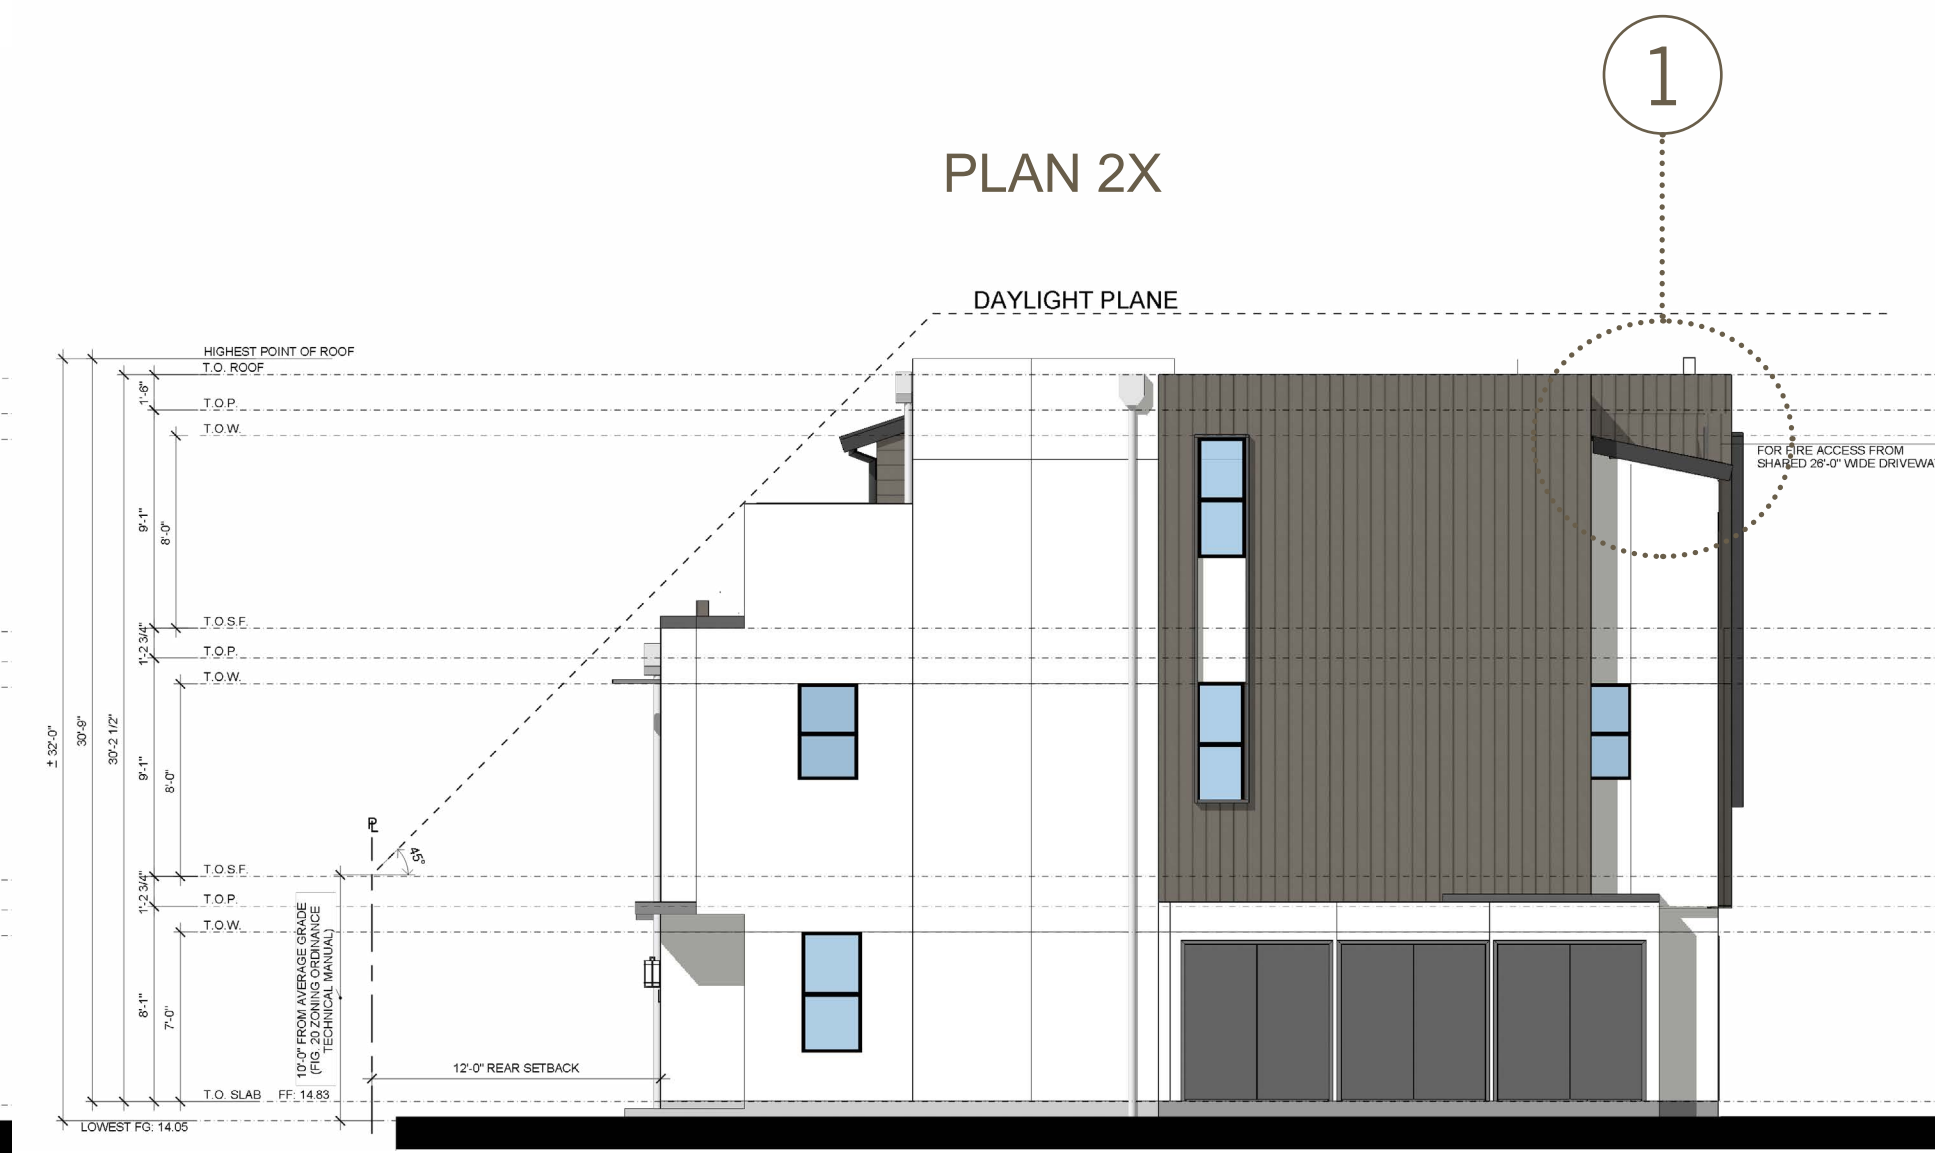 1
PLAN 2X
DAYLIGHT PLANE
HIGHEST POINT OF ROOF
T.O. ROOF
T.O.P.
T.O.W.
1'-6"
FOR FIRE ACCESS FROM
SHARED 26'-0" WIDE DRIVEWA
9'-1"
8'-0"
T.O.S.F.
1'-2 3/4"
T.O.P.
T.O.W.
± 32'-0"
30'-9"
30'-2 1/2"
9'-1"
8'-0"
PL
45°
T.O.S.F.
1'-2 3/4"
T.O.P.
T.O.W.
10'-0" FROM AVERAGE GRADE
(FIG. 20 ZONING ORDINANCE
TECHNICAL MANUAL)
8'-1"
7'-0"
12'-0" REAR SETBACK
T.O. SLAB FF: 14.83
LOWEST FG: 14.05